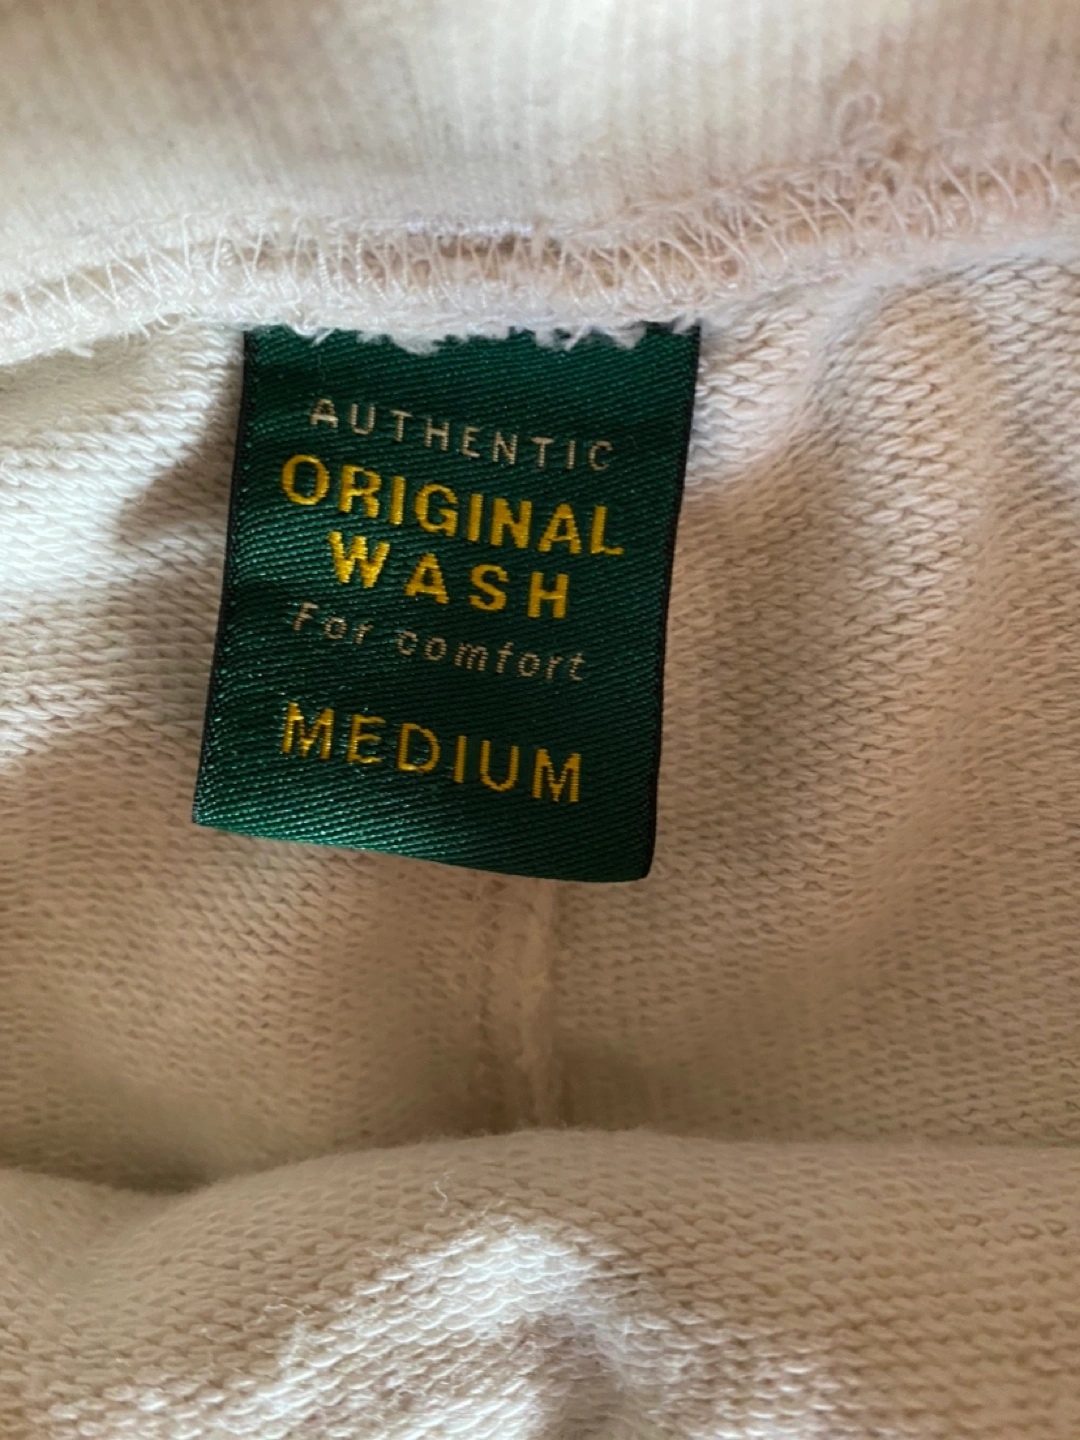 AUTHENTIC
ORIGINAL
WASH
For comfort
MEDIUM